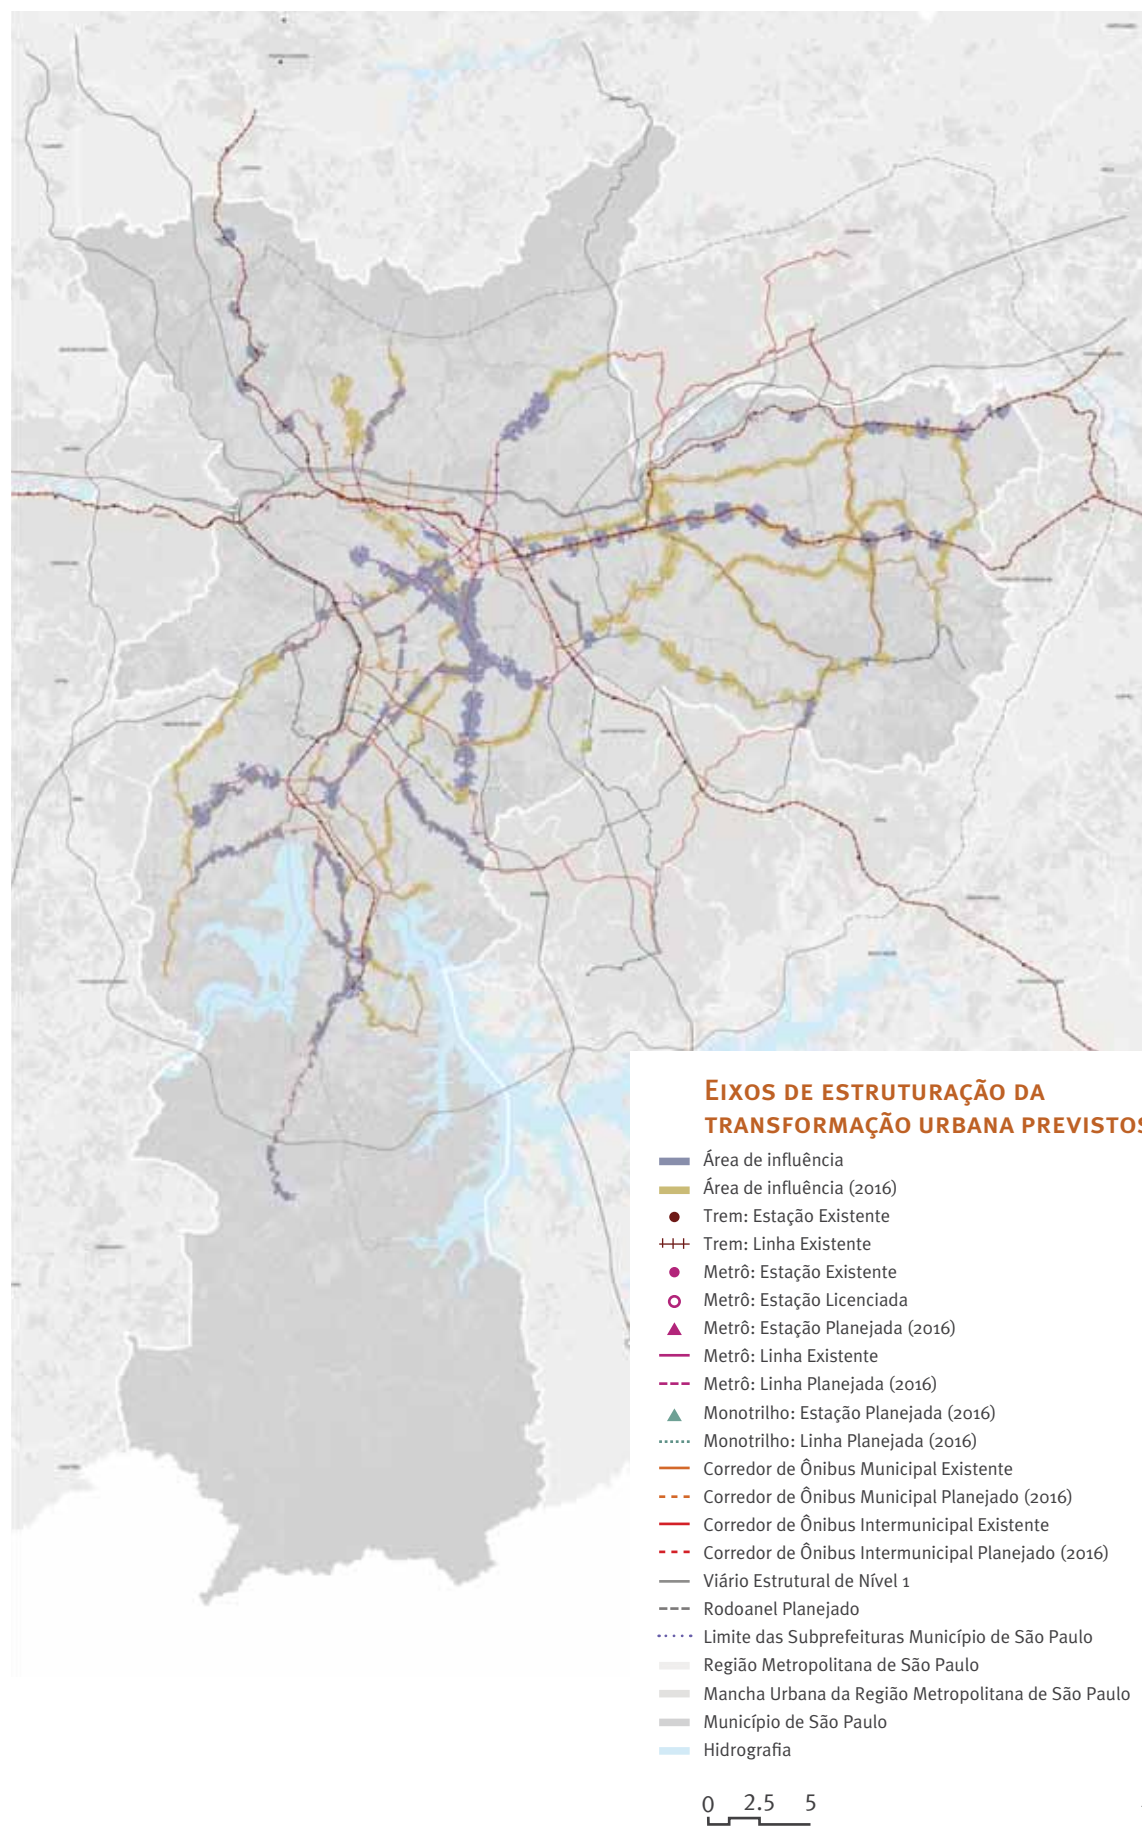 EIXOS DE ESTRUTURAÇÃO DA
TRANSFORMAÇÃO URBANA PREVISTOS
Área de influência
Área de influência (2016)
Trem: Estação Existente
Trem: Linha Existente
Metrô: Estação Existente
Metrô: Estação Licenciada
Metrô: Estação Planejada (2016)
Metrô: Linha Existente
Metrô: Linha Planejada (2016)
Monotrilho: Estação Planejada (2016)
Monotrilho: Linha Planejada (2016)
Corredor de Ônibus Municipal Existente
Corredor de Ônibus Municipal Planejado (2016)
Corredor de Ônibus Intermunicipal Existente
Corredor de Ônibus Intermunicipal Planejado (2016)
Viário Estrutural de Nível 1
Rodoanel Planejado
Limite das Subprefeituras Município de São Paulo
Região Metropolitana de São Paulo
Mancha Urbana da Região Metropolitana de São Paulo
Município de São Paulo
Hidrografia
0 2.5 5